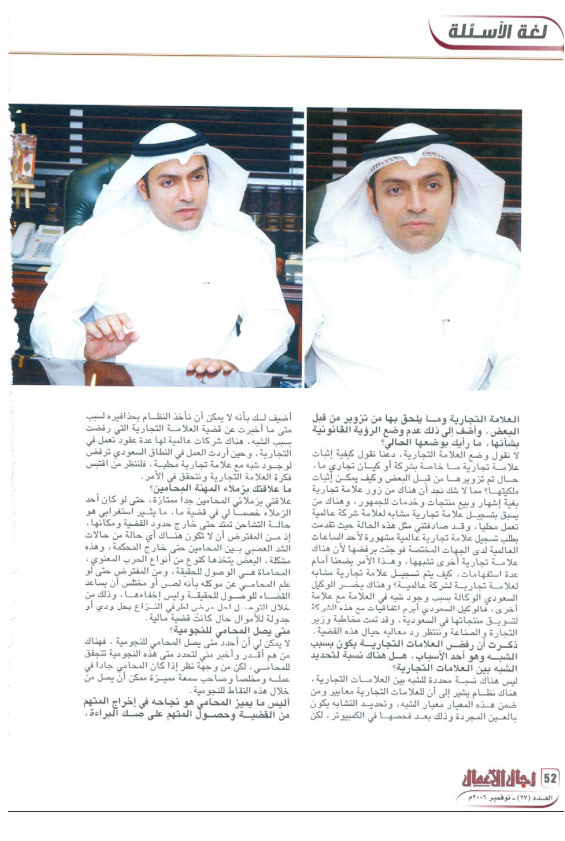 لغة الأسئلة
العلامة التجارية وما يلحق بها من تزوير من قبل
البعض، وأضف إلى ذلك عدم وضع الرؤية القانونية
بشأنها، ما رأيك بوضعها الحالي؟
لا نقول وضع العلامة التجارية، دعنا نقول كيفية إثبات
علامة تجارية ما خاصة بشركة أو كيان تجاري ما،
حال تم تزويرها من قبل البعض وكيف يمكن إثبات
ملكيتها؟ مما لا شك نجد أن هناك من زور علامة تجارية
بغية إشهار وبيع منتجات وخدمات للجمهور، وهناك من
يسبق بتسجيل علامة تجارية مشابه لعلامة شركة عالمية
تعمل محلياً، وقد صادفتني مثل هذه الحالة حيث تقدمت
بطلب تسجيل علامة تجارية عالمية مشهورة لأحد الساعات
العالمية لدى الجهات المختصة فوجئت برفضها لأن هناك
علامة تجارية أخرى تشبهها، وهذا الأمر يضعنا أمام
عدة استفهامات، كيف يتم تسجيل علامة تجارية مشابه
لعلامة تجارية لشركة عالمية؟ وهناك يخسر الوكيل
السعودي الوكالة بسبب وجود شبه في العلامة مع علامة
أخرى، فالوكيل السعودي أبرم اتفاقيات مع هذه الشركة
لتسويق منتجاتها في السعودية، وقد تمت مخاطبة وزير
التجارة والصناعة وننتظر رد معاليه حيال هذه القضية.
ذكرت أن رفض العلامات التجارية يكون بسبب
الشبه وهو أحد الأسباب، هل هناك نسبة لتحديد
الشبه بين العلامات التجارية؟
ليس هناك نسبة محددة للشبه بين العلامات التجارية،
هناك نظام يشير إلى أن للعلامات التجارية معايير ومن
ضمن هذه المعيار معيار الشبه، وتحديد التشابه يكون
بالعين المجردة وذلك بعد فحصها في الكمبيوتر، لكن
أضيف لك بأنه لا يمكن أن نأخذ النظام بحذافيره لسبب
متى ما أخبرت عن قضية العلامة التجارية التي رفضت
بسبب الشبه، هناك شركات عالمية لها عدة عقود تعمل في
التجارية، وحين أردت العمل في النطاق السعودي ترفض
لوجود شبه مع علامة تجارية محلية، فلننظر من اقتبس
فكرة العلامة التجارية ونتحقق في الأمر.
ما علاقتك بزملاء المهنة المحامين؟
علاقتي بزملائي المحامين جداً ممتازة، حتى لو كان أحد
الزملاء خصماً لي في قضية ما، ما يثير استغرابي هو
حالة التشاحن تمتد حتى خارج حدود القضية ومكانها،
إذ من المفترض أن لا تكون هناك أي حالة من حالات
الشد العصبي بين المحامين حتى خارج المحكمة، وهذه
مشكلة، البعض يتخذها كنوع من أنواع الحرب المعنوي،
المحاماة هي الوصول للحقيقة، ومن المفترض حتى لو
علم المحامي عن موكله بأنه لص أو مختلس أن يساعد
القضاء للوصول للحقيقة وليس إخفاءها، وذلك من
خلال التوصل لحل مرض لطرفي النزاع بحل ودي أو
جدولة للأموال حال كانت قضية مالية.
متى يصل المحامي للنجومية؟
لا يمكن لي أن أحدد متى يصل المحامي للنجومية، فهناك
من هم أقدر وأخبر مني لتحدد متى هذه النجومية تتحقق
للمحامي، لكن من وجهة نظر إذا كان المحامي جاداً في
عمله ومخلصاً وصاحب سمعة مميزة ممكن أن يصل من
خلال هذه النقاط للنجومية.
أليس ما يميز المحامي هو نجاحه في إخراج المتهم
من القضية وحصول المتهم على صك البراءة،
52 رجال الأعمال
العدد (٢٧) - نوفمبر ٢٠٠٦م